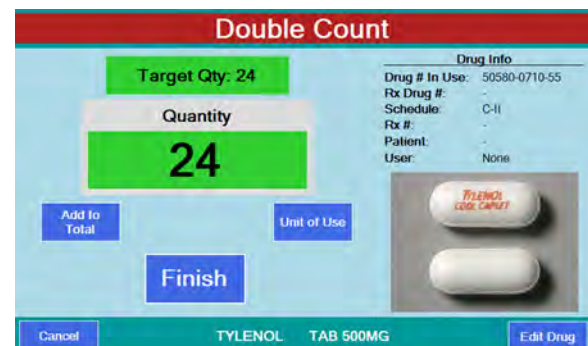 Double Count
Target Qty: 24
Quantity
24
Add to
Total
Unit of Use
Finish
Drug Info
Drug # In Use: 50580-0710-55
Rx Drug #: -
Schedule: C-II
Rx #: -
Patient: -
User: None
TYLENOL
COOL CAPLET
Cancel
TYLENOL TAB 500MG
Edit Drug